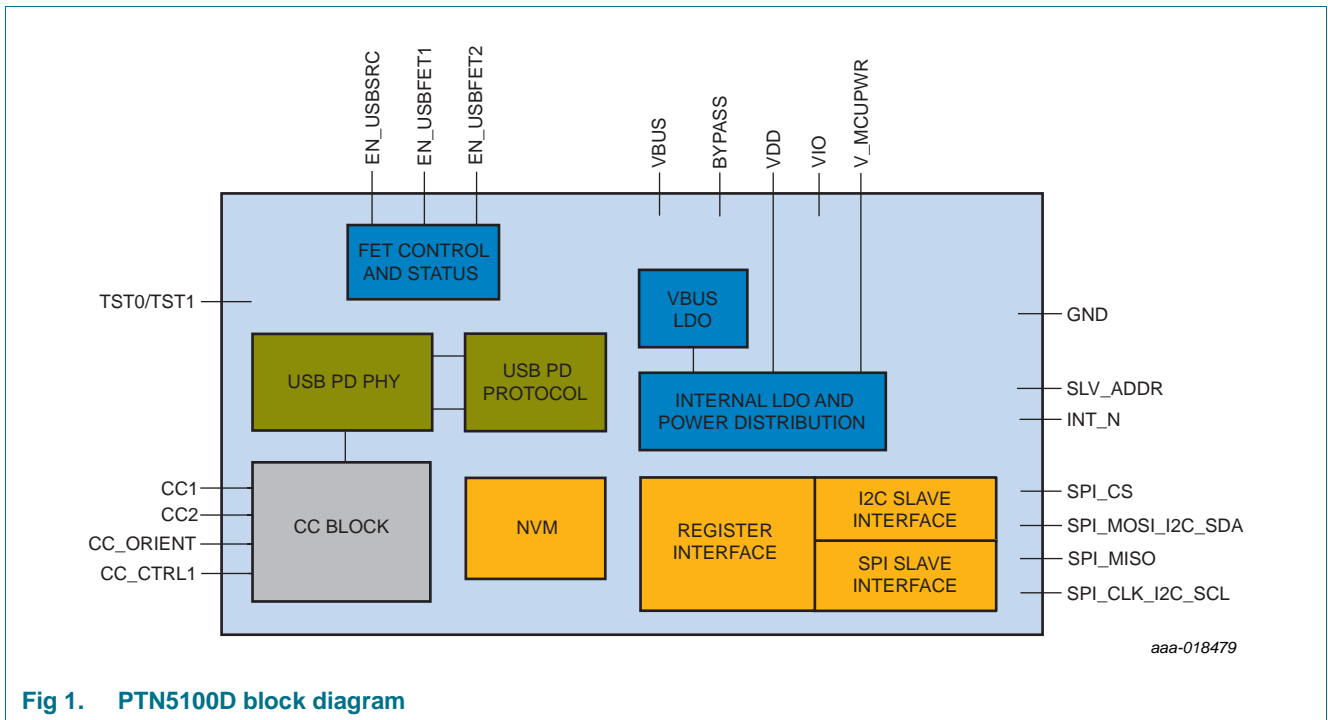 EN_USBSRC
EN_USBFET1
EN_USBFET2
VBUS
BYPASS
VDD
VIO
V_MCUPWR
FET CONTROL
AND STATUS
TST0/TST1
VBUS
LDO
GND
USB PD PHY
USB PD
PROTOCOL
INTERNAL LDO AND
POWER DISTRIBUTION
SLV_ADDR
INT_N
CC1
CC2
CC_ORIENT
CC_CTRL1
CC BLOCK
NVM
REGISTER
INTERFACE
I2C SLAVE
INTERFACE
SPI SLAVE
INTERFACE
SPI_CS
SPI_MOSI_I2C_SDA
SPI_MISO
SPI_CLK_I2C_SCL
aaa-018479
Fig 1. PTN5100D block diagram